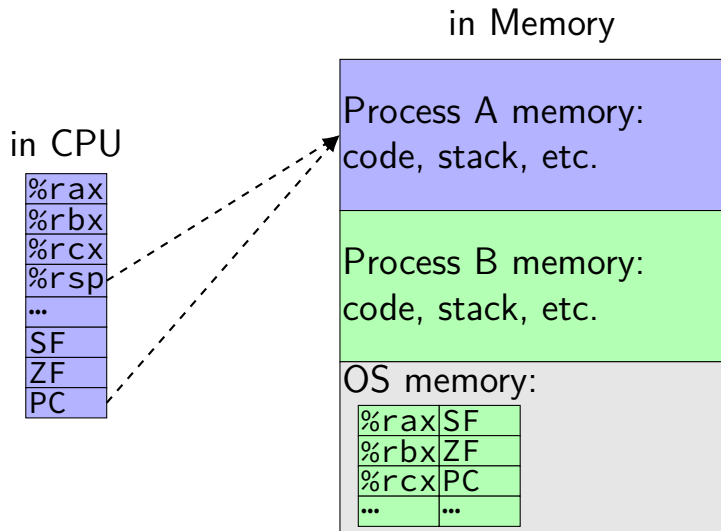 in Memory
in CPU
%rax
%rbx
%rcx
%rsp
…
SF
ZF
PC
Process A memory:
code, stack, etc.
Process B memory:
code, stack, etc.
OS memory:
%rax SF
%rbx ZF
%rcx PC
… …